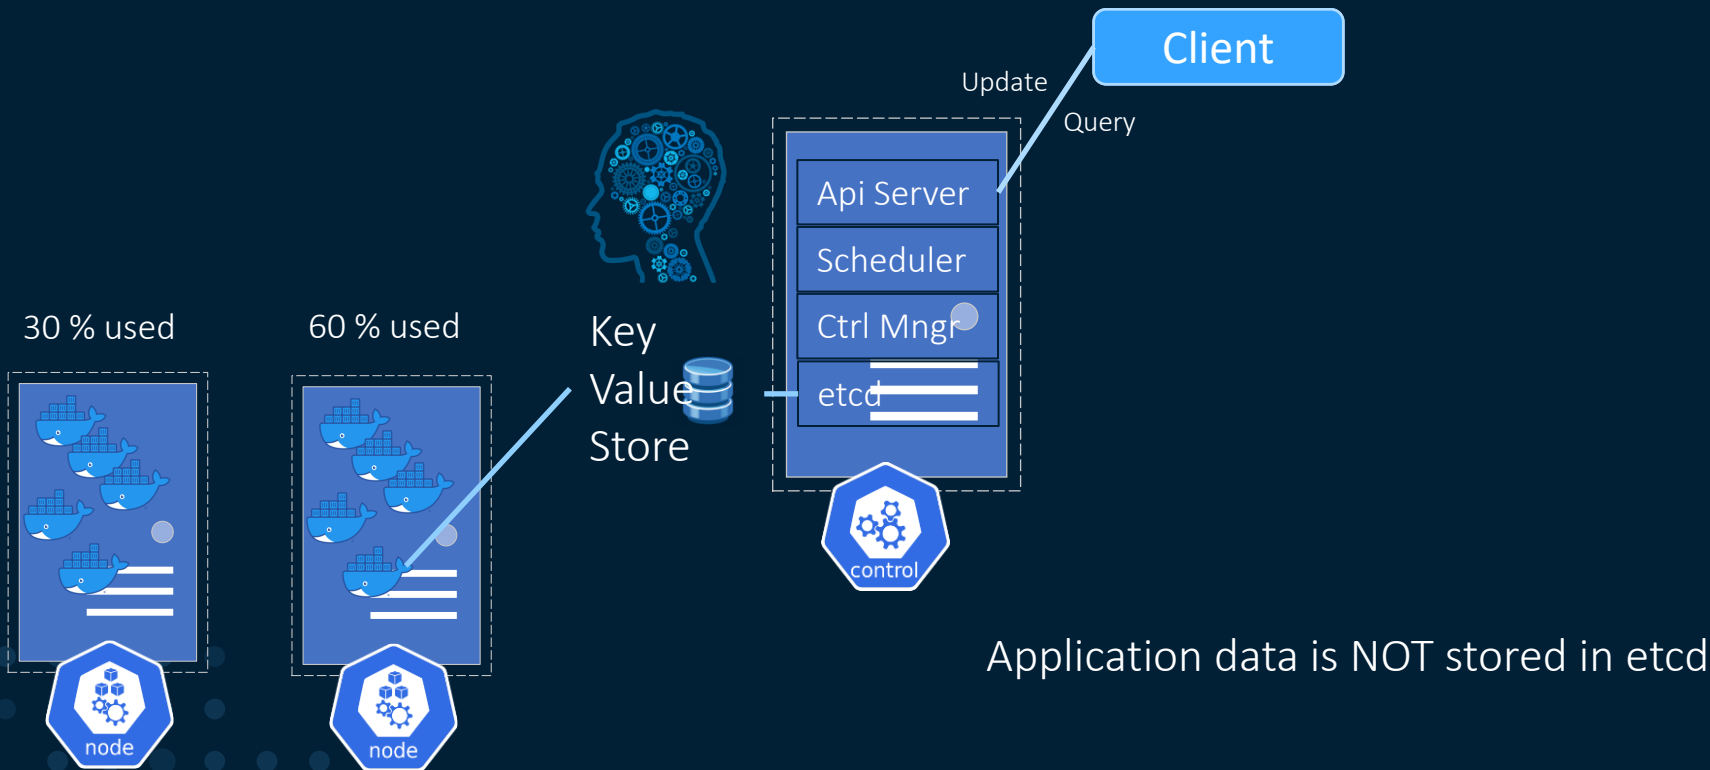 Client
Update
Query
Api Server
Scheduler
Ctrl Mngr
etcd
control
30 % used
60 % used
Key
Value
Store
node
node
Application data is NOT stored in etcd